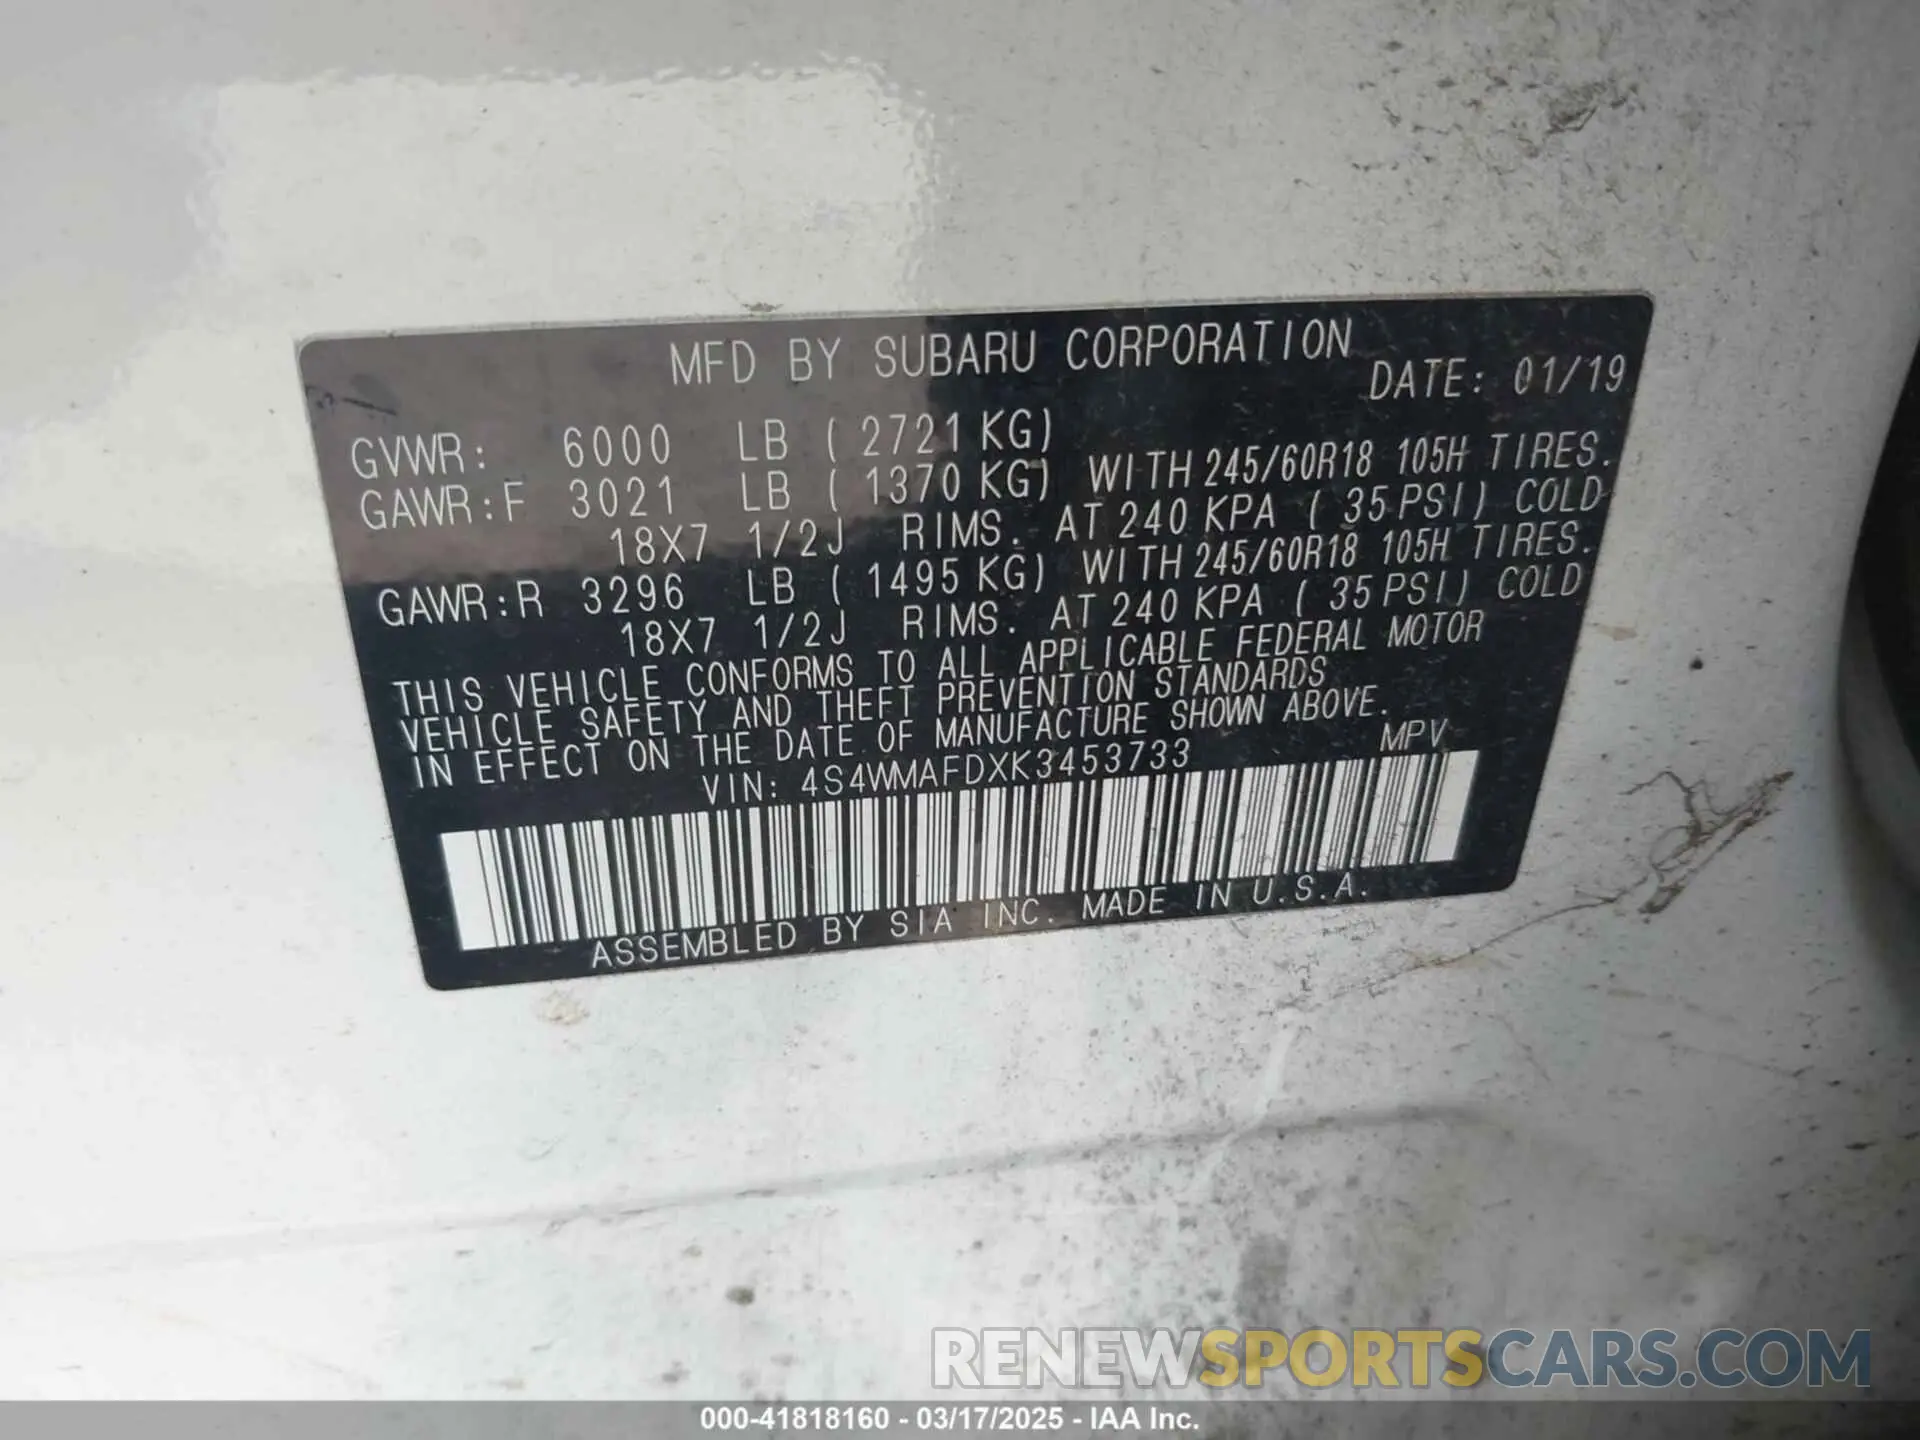 MFD BY SUBARU CORPORATION
DATE: 01/19
GVWR: 6000 LB ( 2721 KG)
GAWR:F 3021 LB ( 1370 KG) WITH 245/60R18 105H TIRES.
18X7 1/2J RIMS. AT 240 KPA ( 35 PSI) COLD
GAWR:R 3296 LB ( 1495 KG) WITH 245/60R18 105H TIRES.
18X7 1/2J RIMS. AT 240 KPA ( 35 PSI) COLD
THIS VEHICLE CONFORMS TO ALL APPLICABLE FEDERAL MOTOR
VEHICLE SAFETY AND THEFT PREVENTION STANDARDS
IN EFFECT ON THE DATE OF MANUFACTURE SHOWN ABOVE.
VIN: 4S4WMAFDXK3453733 MPV
ASSEMBLED BY SIA INC. MADE IN U.S.A.
RENEWSPORTSCARS.COM
000-41818160 - 03/17/2025 - IAA Inc.